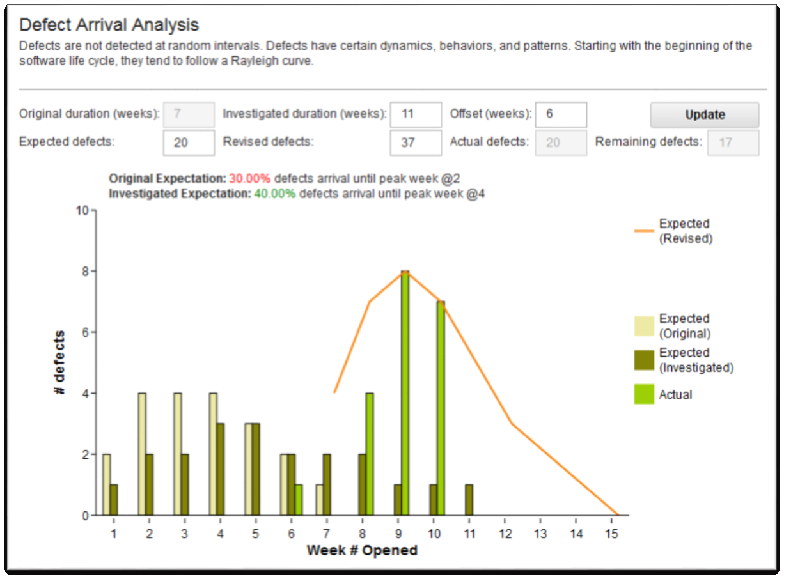 Defect Arrival Analysis
Defects are not detected at random intervals. Defects have certain dynamics, behaviors, and patterns. Starting with the beginning of the
software life cycle, they tend to follow a Rayleigh curve.
Original duration (weeks): 7 Investigated duration (weeks): 11 Offset (weeks): 6 Update
Expected defects: 20 Revised defects: 37 Actual defects: 20 Remaining defects: 17
Original Expectation: 30.00% defects arrival until peak week @2
Investigated Expectation: 40.00% defects arrival until peak week @4
10
8
6
4
2
0
# defects
1 2 3 4 5 6 7 8 9 10 11 12 13 14 15
Week # Opened
Expected
(Revised)
Expected
(Original)
Expected
(Investigated)
Actual